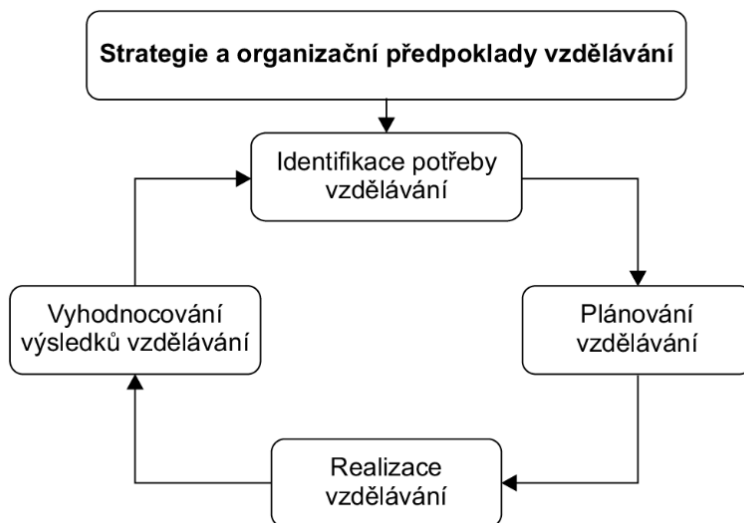 Strategie a organizační předpoklady vzdělávání
Identifikace potřeby
vzdělávání
Vyhodnocování
výsledků vzdělávání
Plánování
vzdělávání
Realizace
vzdělávání